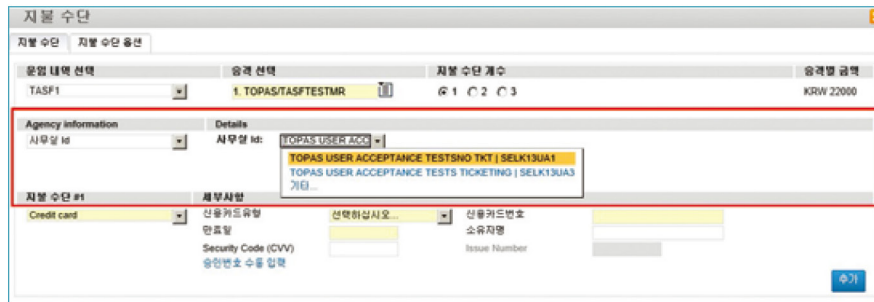 지불 수단
지불 수단 지불 수단 옵션
운임 내역 선택 승객 선택 지불 수단 개수 승객별 금액
TASF1 1. TOPAS/TASFTESTMR 1 2 3 KRW 22000
Agency information Details
사무실 Id 사무실 Id: TOPAS USER ACC
TOPAS USER ACCEPTANCE TESTSNO TKT | SELK13UA1
TOPAS USER ACCEPTANCE TESTS TICKETING | SELK13UA3
기타...
지불 수단 #1 세부사항
Credit card 신용카드유형 선택하십시오... 신용카드번호
만료일 소유자명
Security Code (CVV) Issue Number
승인번호 수동 입력
추가